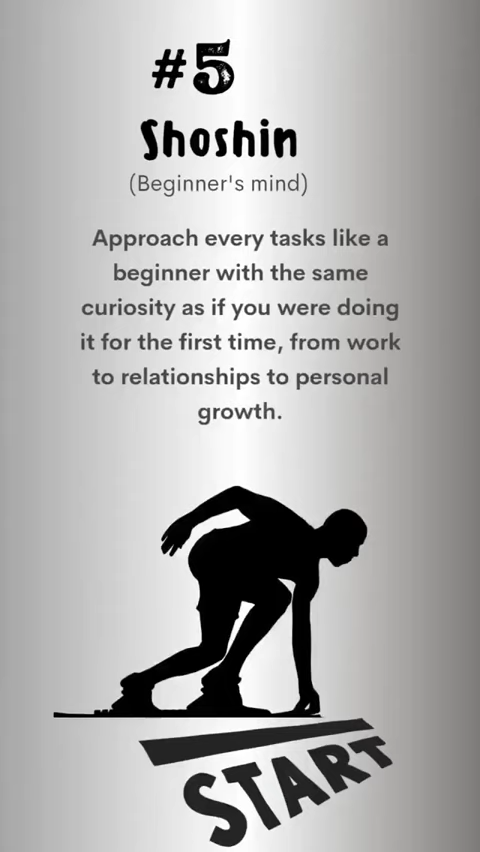 #5
Shoshin
(Beginner's mind)
Approach every tasks like a
beginner with the same
curiosity as if you were doing
it for the first time, from work
to relationships to personal
growth.
START